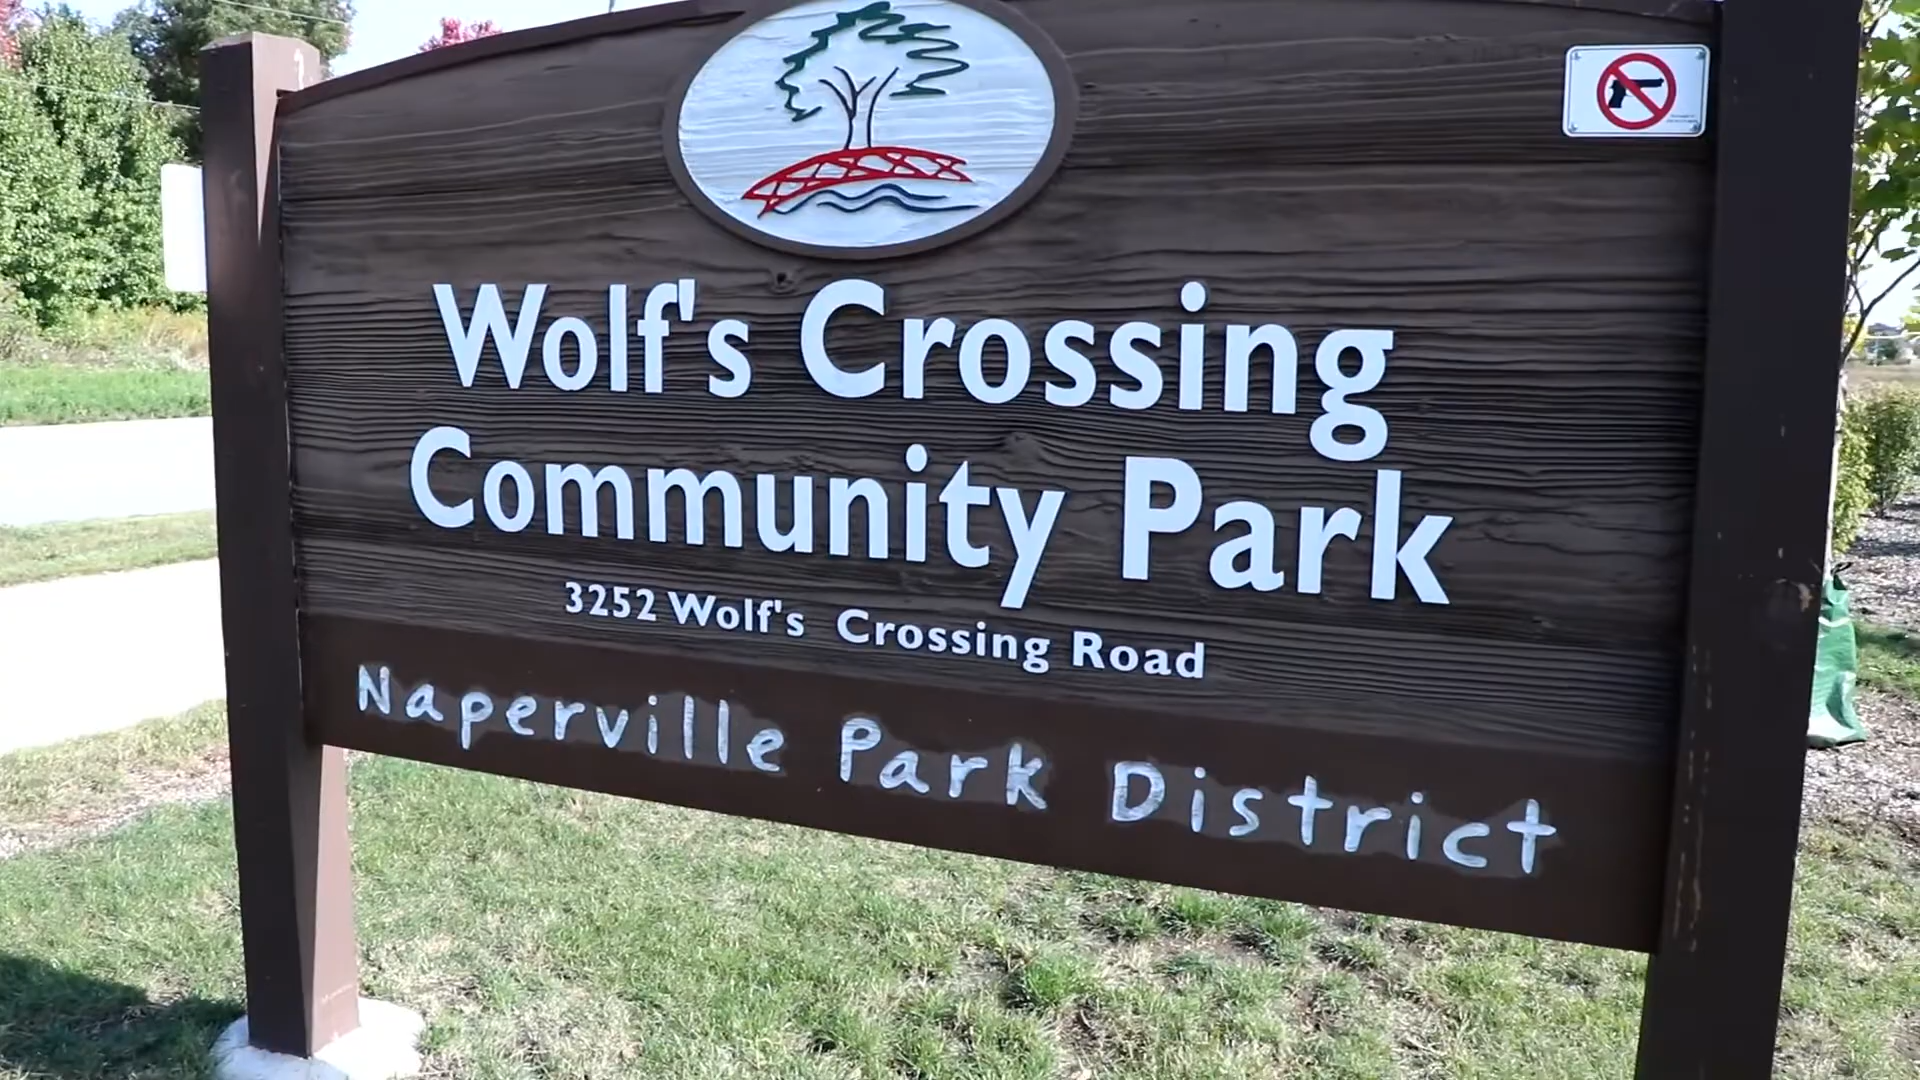 Wolf's Crossing
Community Park
3252 Wolf's Crossing Road
Naperville Park District